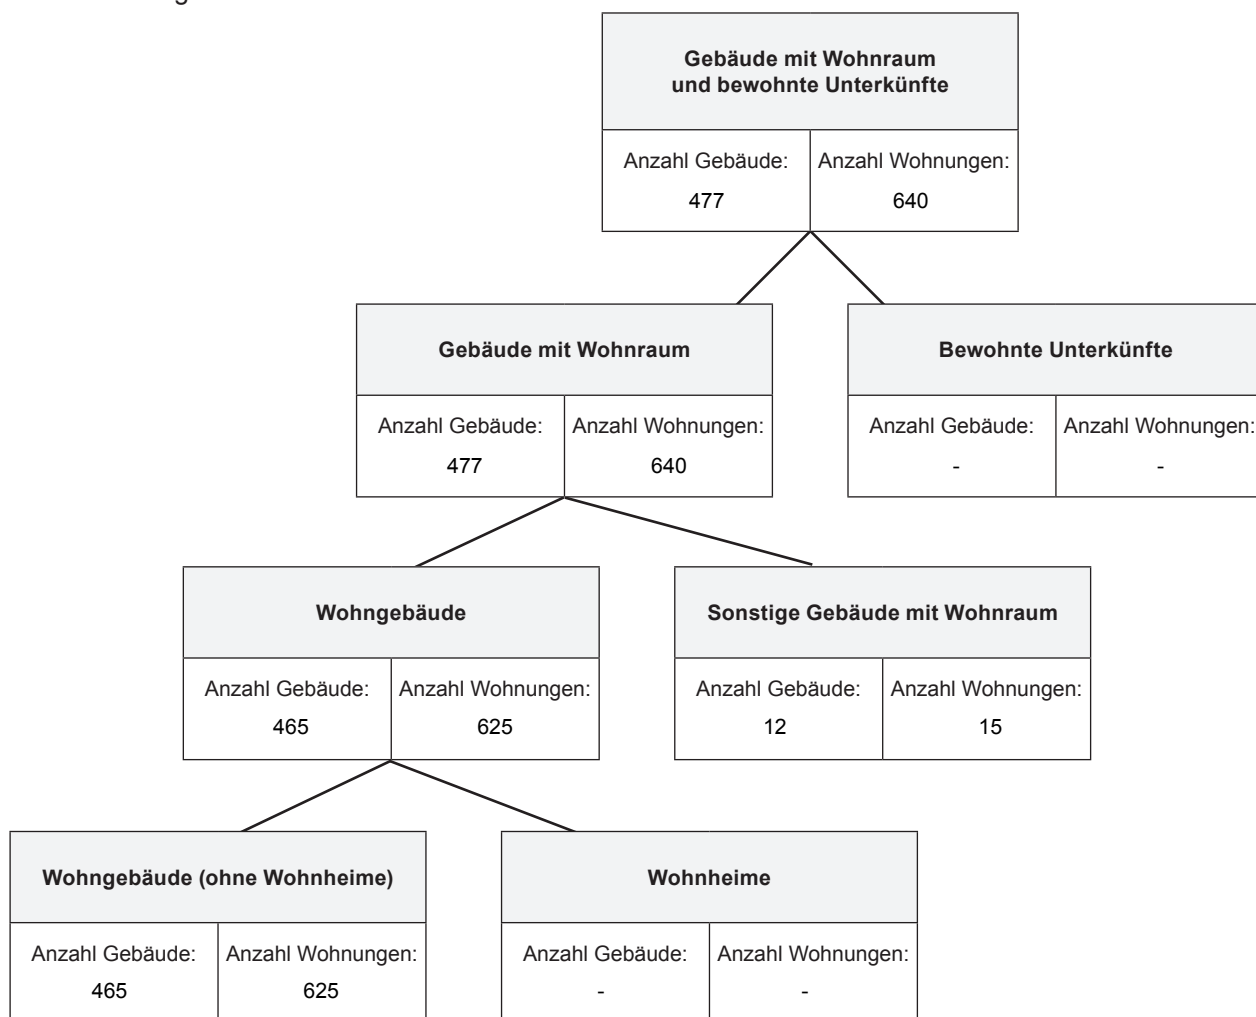 Gebäude mit Wohnraum
und bewohnte Unterkünfte
Anzahl Gebäude: Anzahl Wohnungen:
477 640
Gebäude mit Wohnraum
Anzahl Gebäude: Anzahl Wohnungen:
477 640
Bewohnte Unterkünfte
Anzahl Gebäude: Anzahl Wohnungen:
- -
Wohngebäude
Anzahl Gebäude: Anzahl Wohnungen:
465 625
Sonstige Gebäude mit Wohnraum
Anzahl Gebäude: Anzahl Wohnungen:
12 15
Wohngebäude (ohne Wohnheime)
Anzahl Gebäude: Anzahl Wohnungen:
465 625
Wohnheime
Anzahl Gebäude: Anzahl Wohnungen:
- -